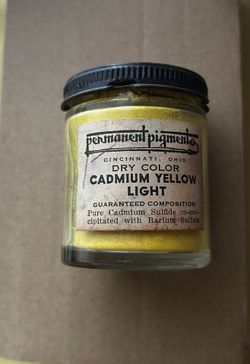 permanent pigments
CINCINNATI, OHIO
DRY COLOR
CADMIUM YELLOW
LIGHT
GUARANTEED COMPOSITION
Pure Cadmium Sulfide co-pre-
cipitated with Barium Sulfate